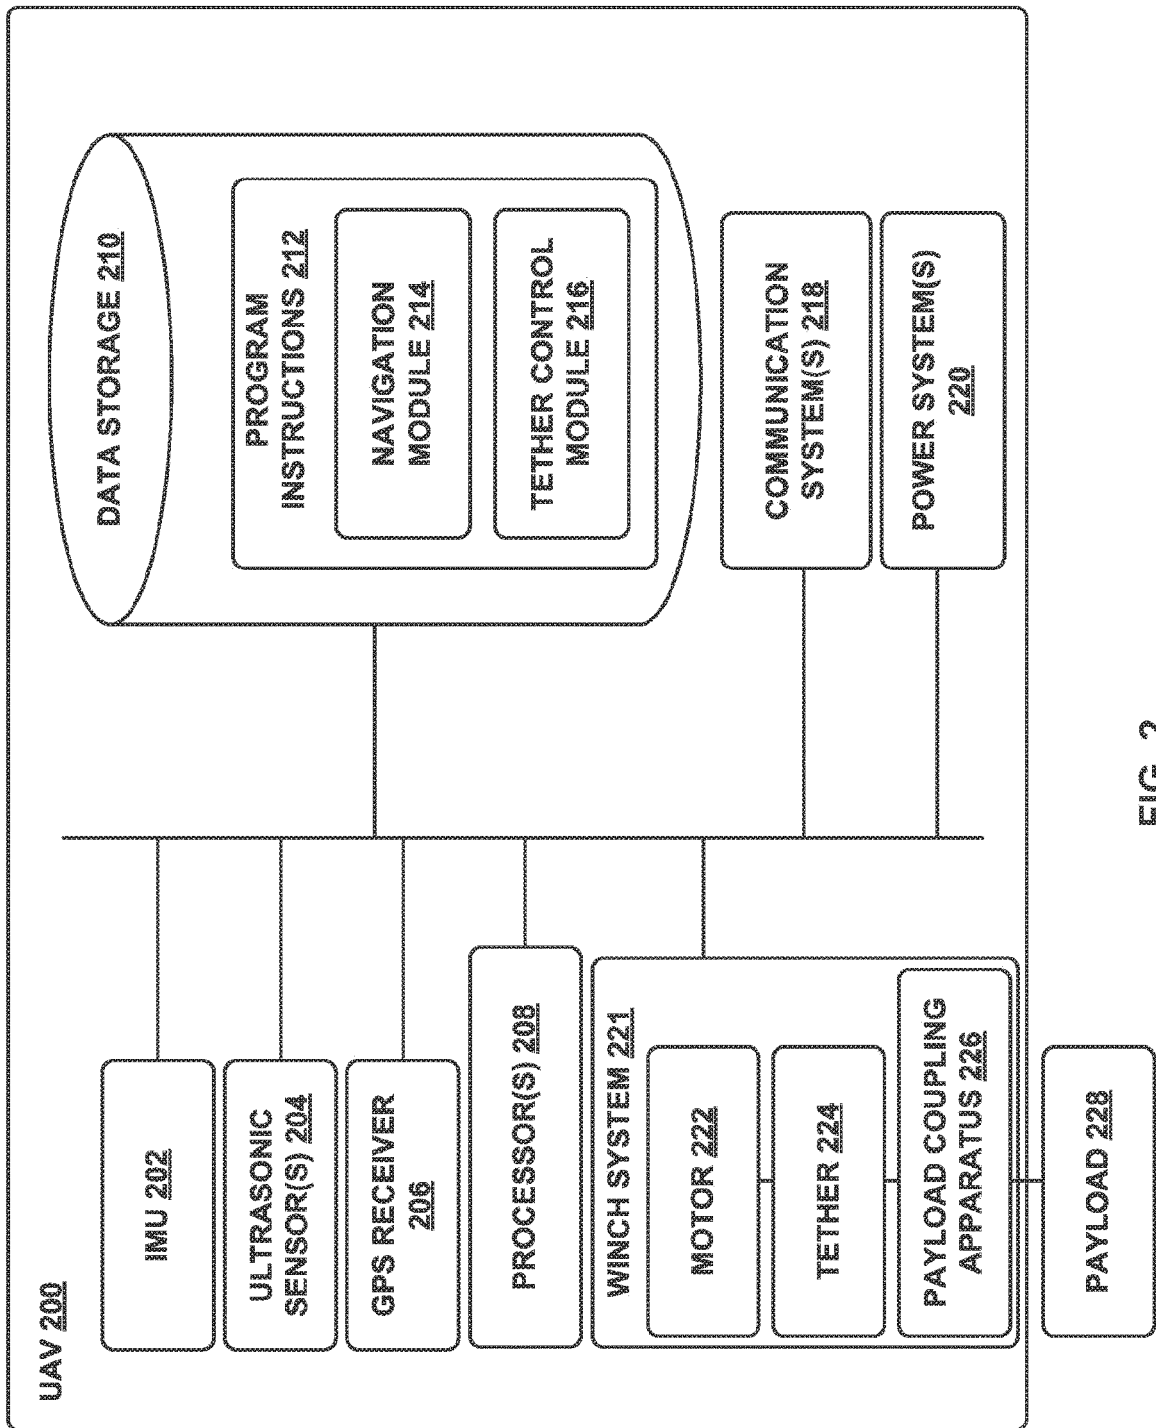 UAV 200
IMU 202
ULTRASONIC
SENSOR(S) 204
GPS RECEIVER
206
PROCESSOR(S) 208
WINCH SYSTEM 221
MOTOR 222
TETHER 224
PAYLOAD COUPLING
APPARATUS 226
PAYLOAD 228
DATA STORAGE 210
PROGRAM
INSTRUCTIONS 212
NAVIGATION
MODULE 214
TETHER CONTROL
MODULE 216
COMMUNICATION
SYSTEM(S) 218
POWER SYSTEM(S)
220
FIG. 2